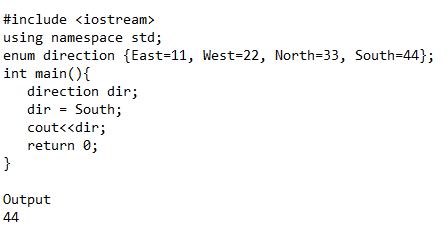 #include <iostream>
using namespace std;
enum direction {East=11, West=22, North=33, South=44};
int main(){
   direction dir;
   dir = South;
   cout<<dir;
   return 0;
}
Output
44